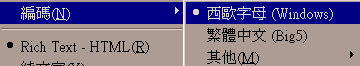 編碼(N)
Rich Text - HTML(R)
西歐字母 (Windows)
繁體中文 (Big5)
其他(M)